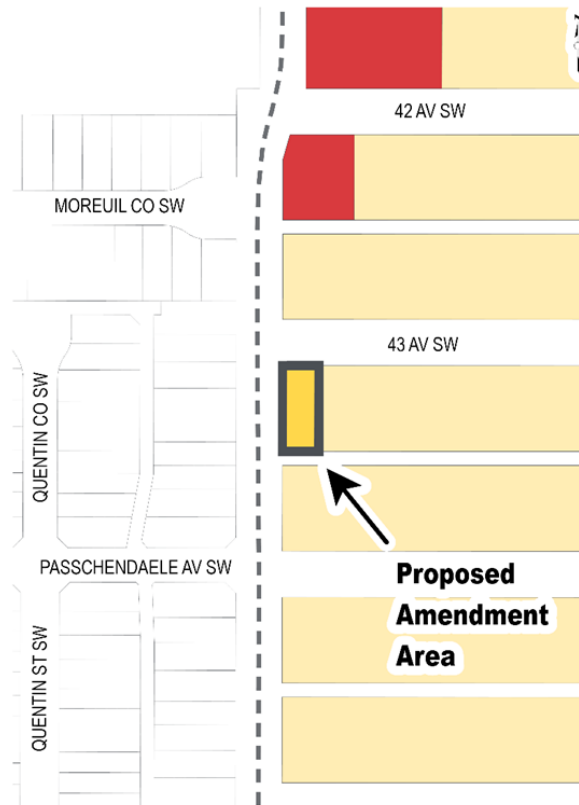 42 AV SW
MOREUIL CO SW
43 AV SW
QUENTIN CO SW
PASSCHENDAELE AV SW
Proposed
Amendment
Area
QUENTIN ST SW